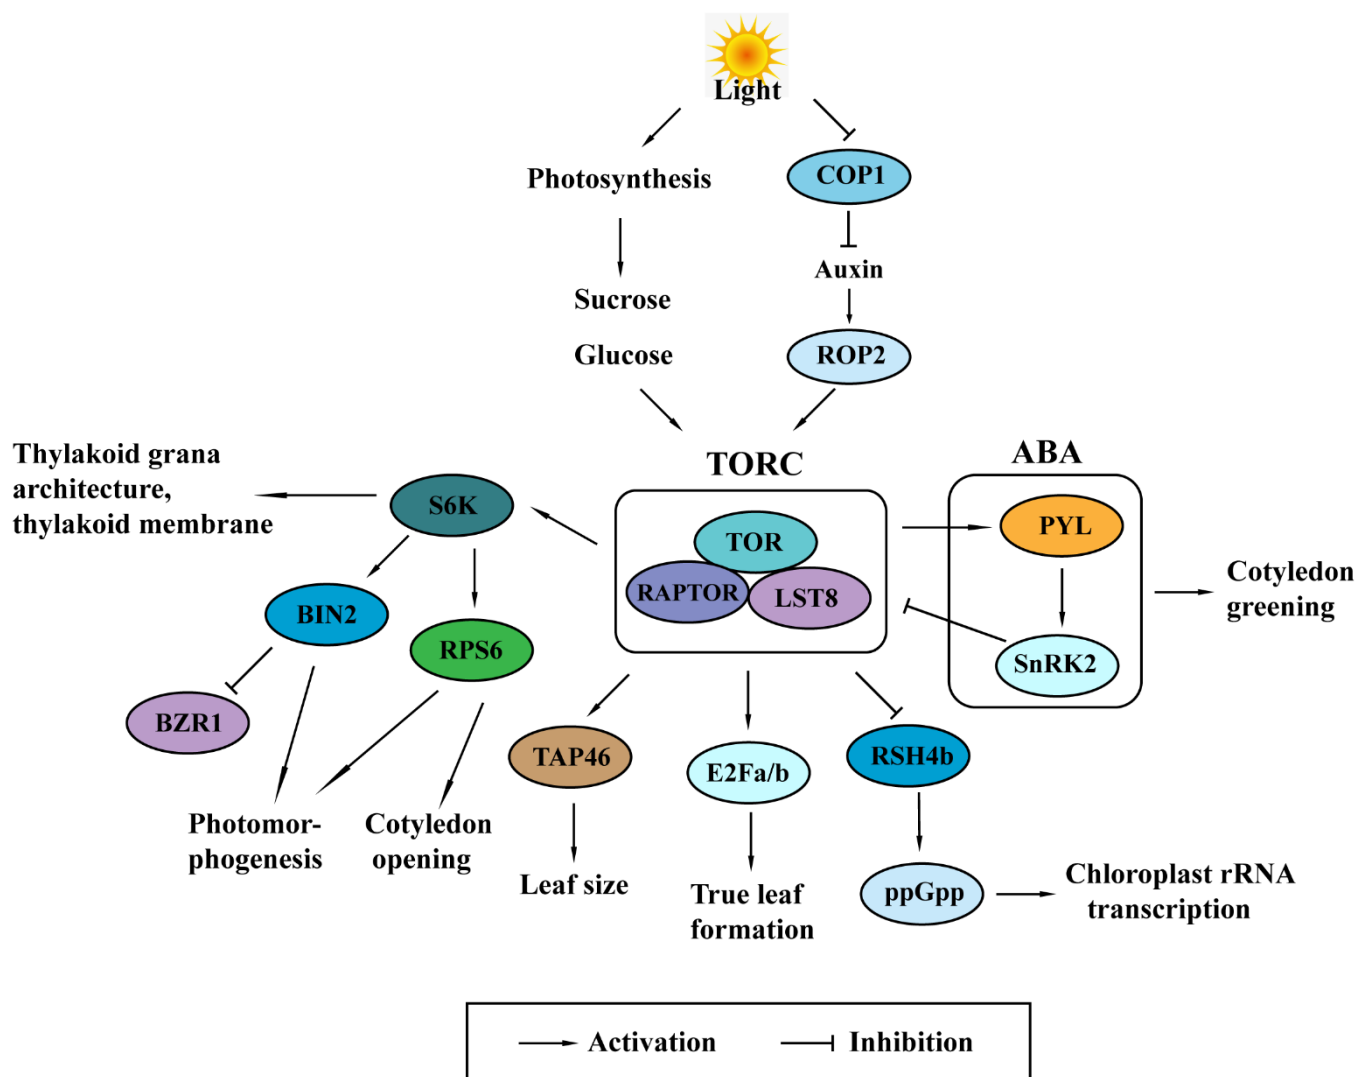 Light
Photosynthesis
COP1
Auxin
Sucrose
Glucose
ROP2
TORC
ABA
Thylakoid grana
architecture,
thylakoid membrane
S6K
TOR
RAPTOR
LST8
PYL
SnRK2
Cotyledon
greening
BIN2
RPS6
BZR1
TAP46
E2Fa/b
RSH4b
Photomor-
phogenesis
Cotyledon
opening
Leaf size
True leaf
formation
ppGpp
Chloroplast rRNA
transcription
Activation
Inhibition